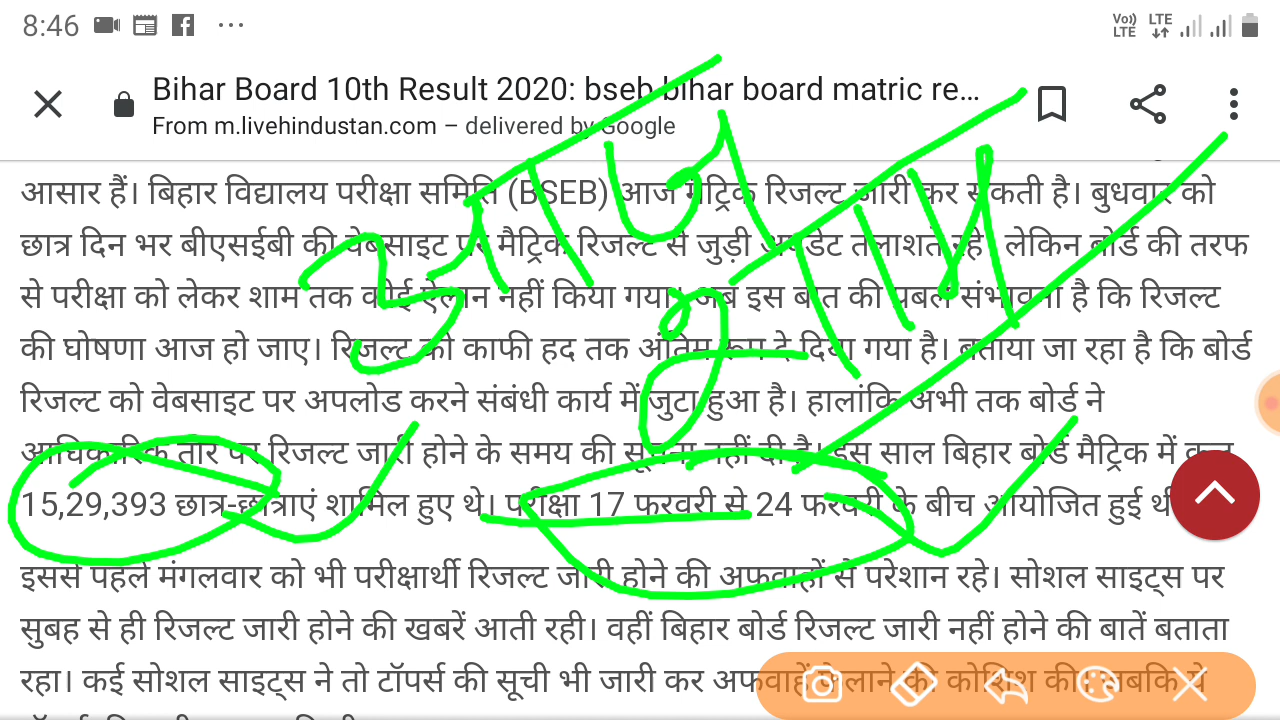 8:46
Vo)) LTE LTE
Bihar Board 10th Result 2020: bseb bihar board matric re...
From m.livehindustan.com – delivered by Google
आसार हैं। बिहार विद्यालय परीक्षा समिति (BSEB) आज मैट्रिक रिजल्ट जारी कर सकती है। बुधवार को
छात्र दिन भर बीएसईबी की वेबसाइट पर मैट्रिक रिजल्ट से जुड़ी अपडेट तलाशते रहे। लेकिन बोर्ड की तरफ
से परीक्षा को लेकर शाम तक कोई ऐलान नहीं किया गया। अब इस बात की प्रबल संभावना है कि रिजल्ट
की घोषणा आज हो जाए। रिजल्ट को काफी हद तक अंतिम रूप दे दिया गया है। बताया जा रहा है कि बोर्ड
रिजल्ट को वेबसाइट पर अपलोड करने संबंधी कार्य में जुटा हुआ है। हालांकि अभी तक बोर्ड ने
आधिकारिक तौर पर रिजल्ट जारी होने के समय की सूचना नहीं दी है। इस साल बिहार बोर्ड मैट्रिक में कुल
15,29,393 छात्र-छात्राएं शामिल हुए थे। परीक्षा 17 फरवरी से 24 फरवरी के बीच आयोजित हुई थी
इससे पहले मंगलवार को भी परीक्षार्थी रिजल्ट जारी होने की अफवाहों से परेशान रहे। सोशल साइट्स पर
सुबह से ही रिजल्ट जारी होने की खबरें आती रही। वहीं बिहार बोर्ड रिजल्ट जारी नहीं होने की बातें बताता
रहा। कई सोशल साइट्स ने तो टॉपर्स की सूची भी जारी कर अफवाहें फैलाने की कोशिश की। जबकि ये
आज